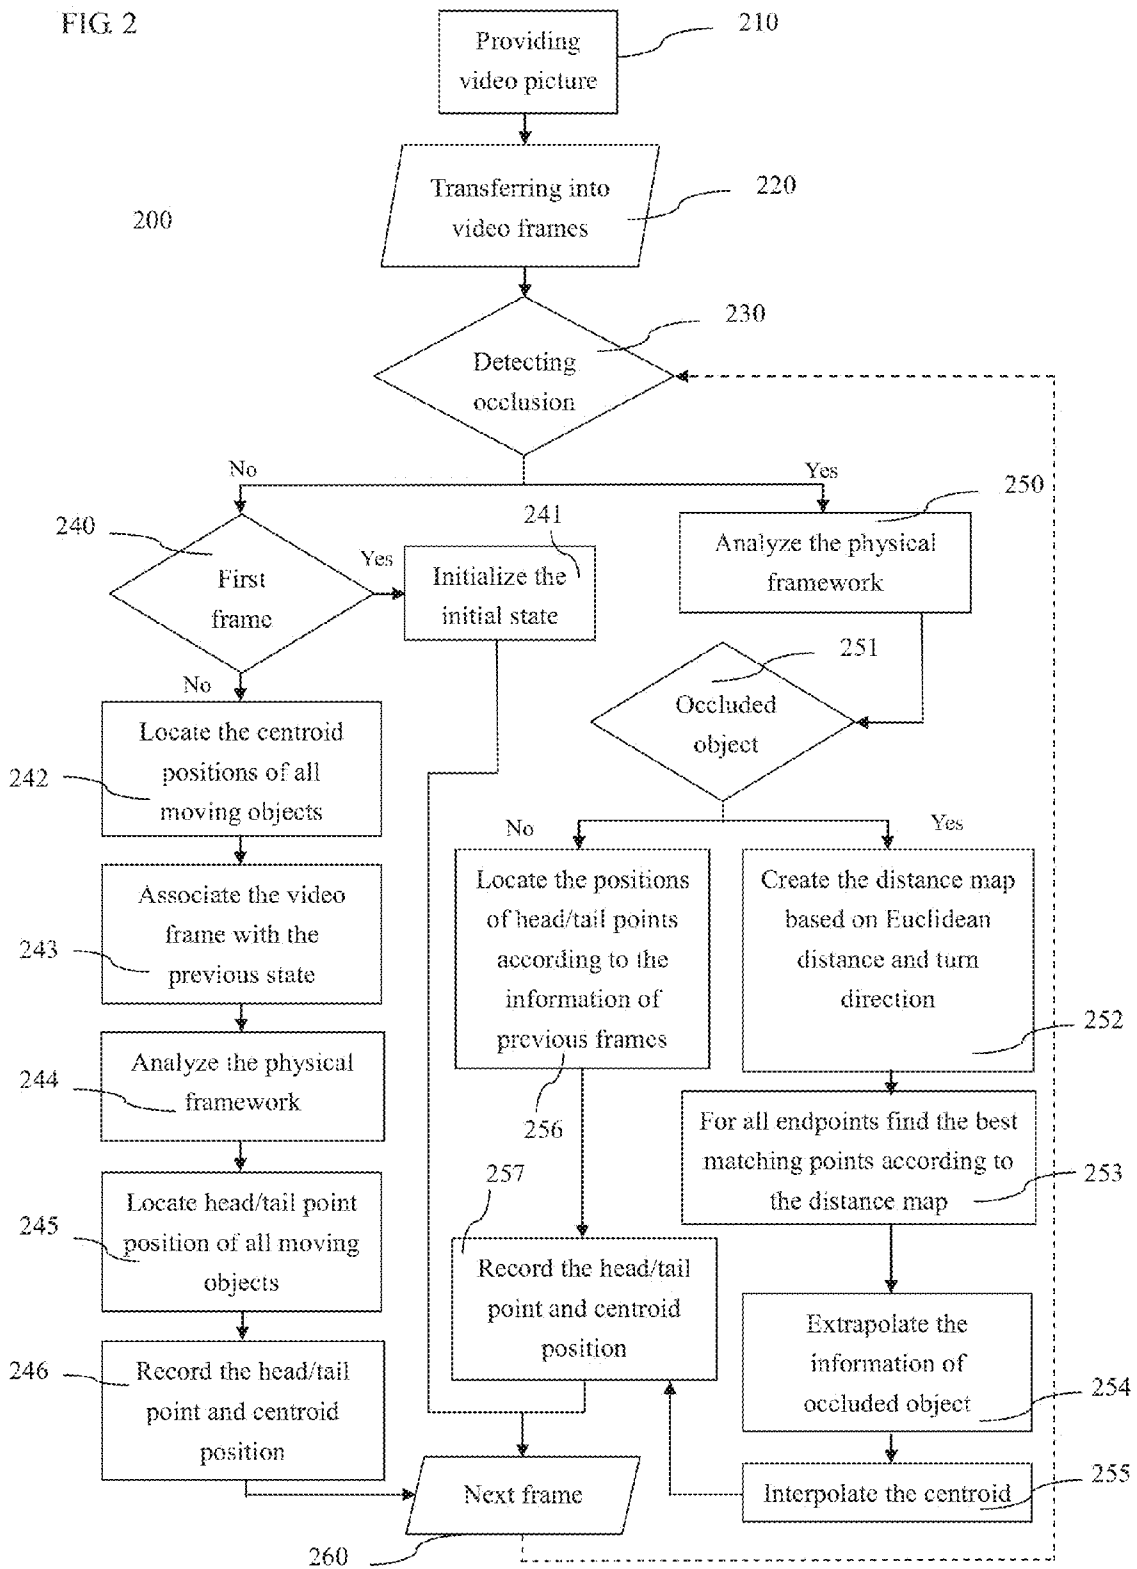 FIG. 2
210
Providing
video picture
Transferring into
video frames
220
200
230
Detecting
occlusion
No
Yes
250
240
241
Analyze the physical
framework
First
frame
Yes
Initialize the
initial state
251
Occluded
object
No
242
Locate the centroid
positions of all
moving objects
No
Yes
243
Associate the video
frame with the
previous state
Locate the positions
of head/tail points
according to the
information of
previous frames
Create the distance map
based on Euclidean
distance and turn
direction
252
244
Analyze the physical
framework
256
For all endpoints find the best
matching points according to
the distance map
253
257
245
Locate head/tail point
position of all moving
objects
Record the head/tail
point and centroid
position
Extrapolate the
information of
occluded object
254
246
Record the head/tail
point and centroid
position
Interpolate the centroid
255
Next frame
260